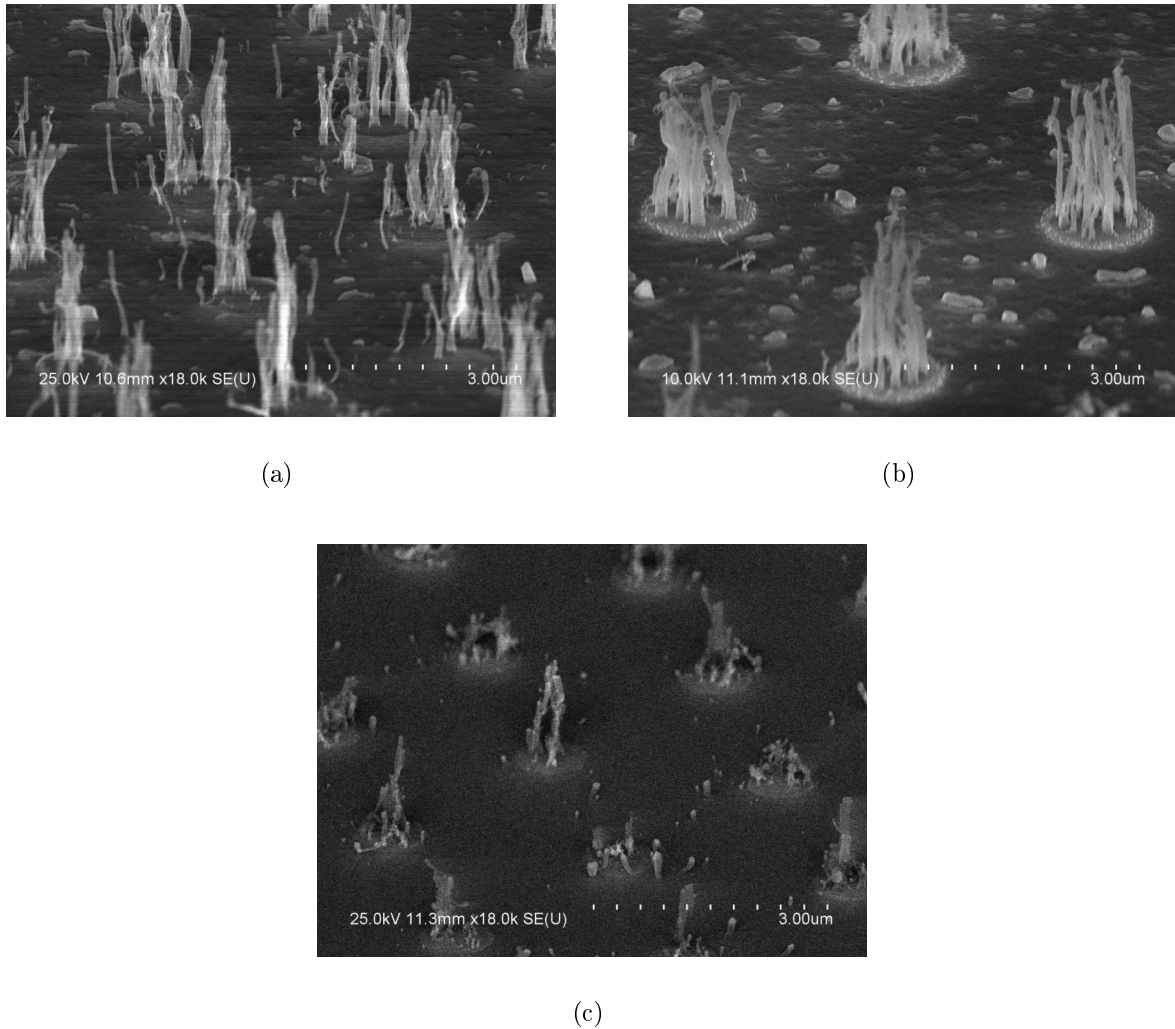 25.0kV 10.6mm x18.0k SE(U) 3.00um
10.0kV 11.1mm x18.0k SE(U) 3.00um
(a) (b)
25.0kV 11.3mm x18.0k SE(U) 3.00um
(c)